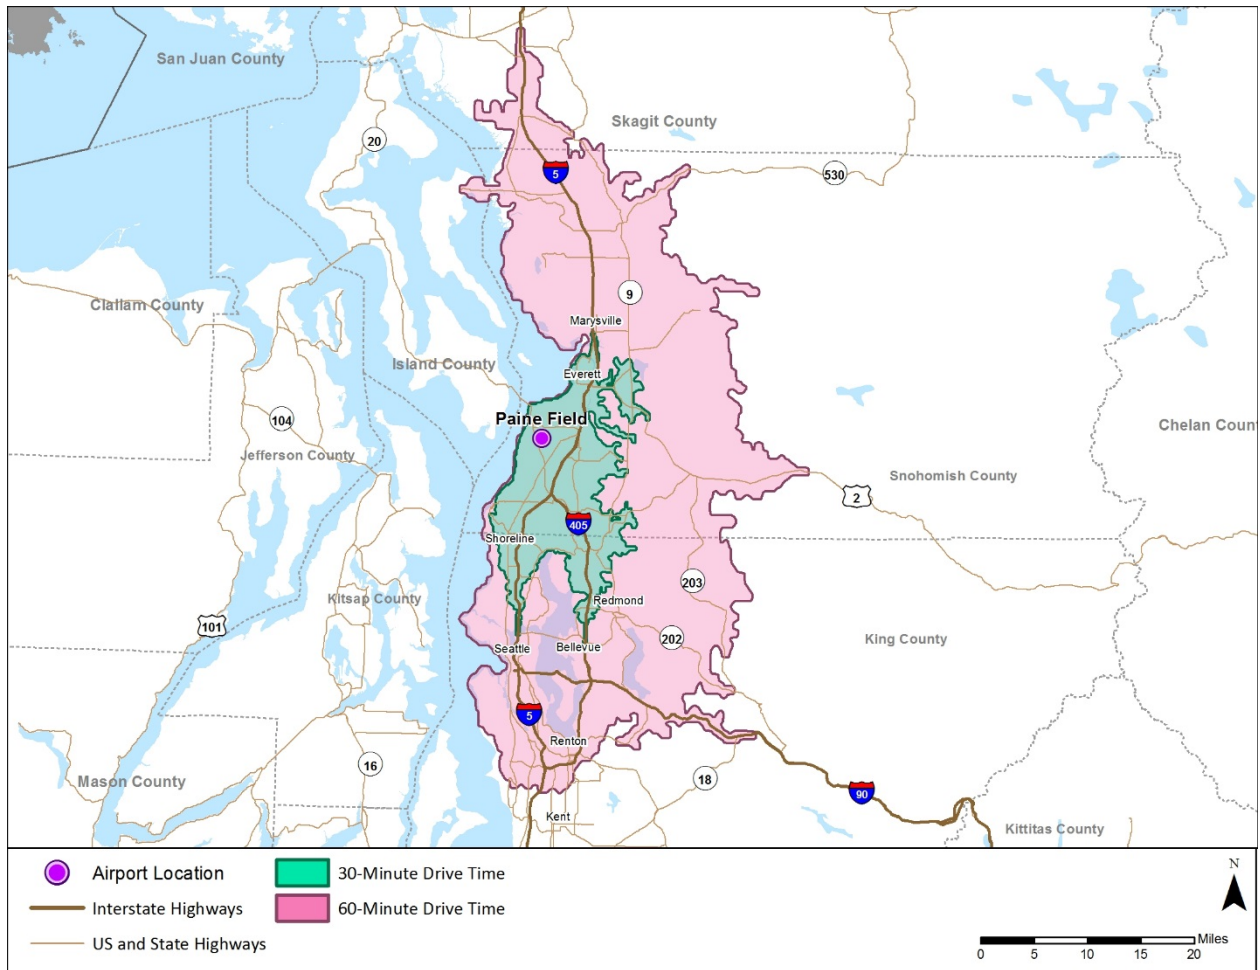 San Juan County
Skagit County
20
5
530
9
Clallam County
Marysville
Island County
Everett
Paine Field
104
Chelan Count
Jefferson County
Snohomish County
2
405
Shoreline
203
Kitsap County
Redmond
101
202
King County
Seattle
Bellevue
5
Renton
Mason County
16
18
90
Kent
Kittitas County
Airport Location
30-Minute Drive Time
Interstate Highways
60-Minute Drive Time
US and State Highways
N
Miles
0 5 10 15 20